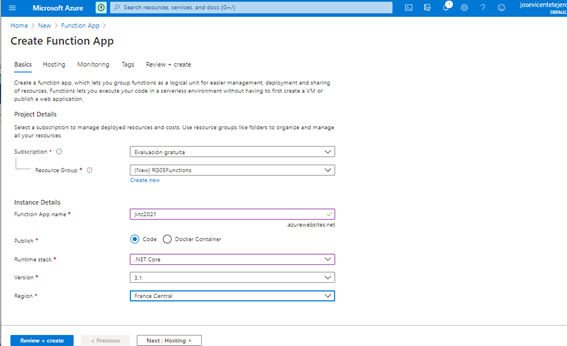 Microsoft Azure
Search resources, services, and docs (G+/)
1
josevicentetejero
DEFAUL
Home > New > Function App >
Create Function App
Basics Hosting Monitoring Tags Review + create
Create a function app, which lets you group functions as a logical unit for easier management, deployment and sharing
of resources. Functions lets you execute your code in a serverless environment without having to first create a VM or
publish a web application.
Project Details
Select a subscription to manage deployed resources and costs. Use resource groups like folders to organize and manage
all your resources.
Subscription *
Evaluación gratuita
Resource Group *
(New) RG05Functions
Create new
Instance Details
Function App name *
jvtc2021
.azurewebsites.net
Publish *
Code Docker Container
Runtime stack *
.NET Core
Version *
3.1
Region *
France Central
Review + create < Previous Next : Hosting >